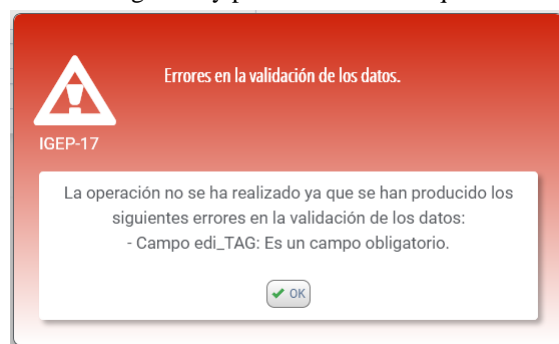 Errores en la validación de los datos.
IGEP-17
La operación no se ha realizado ya que se han producido los
siguientes errores en la validación de los datos:
- Campo edi_TAG: Es un campo obligatorio.
OK